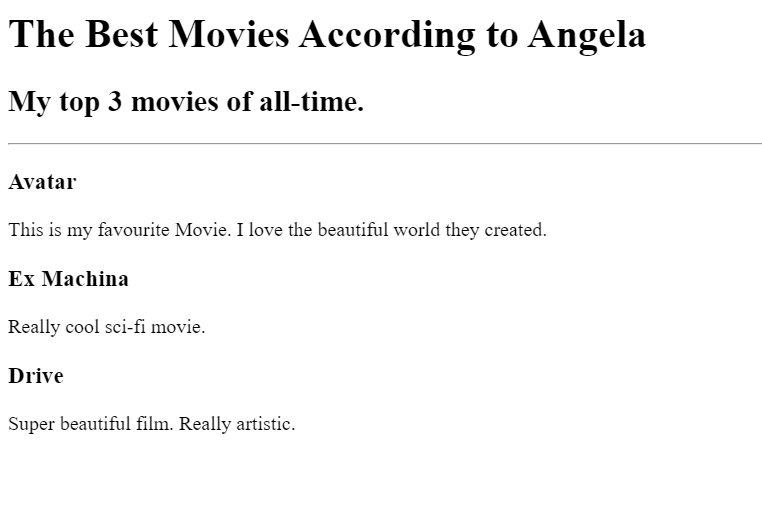 The Best Movies According to Angela
My top 3 movies of all-time.
Avatar
This is my favourite Movie. I love the beautiful world they created.
Ex Machina
Really cool sci-fi movie.
Drive
Super beautiful film. Really artistic.